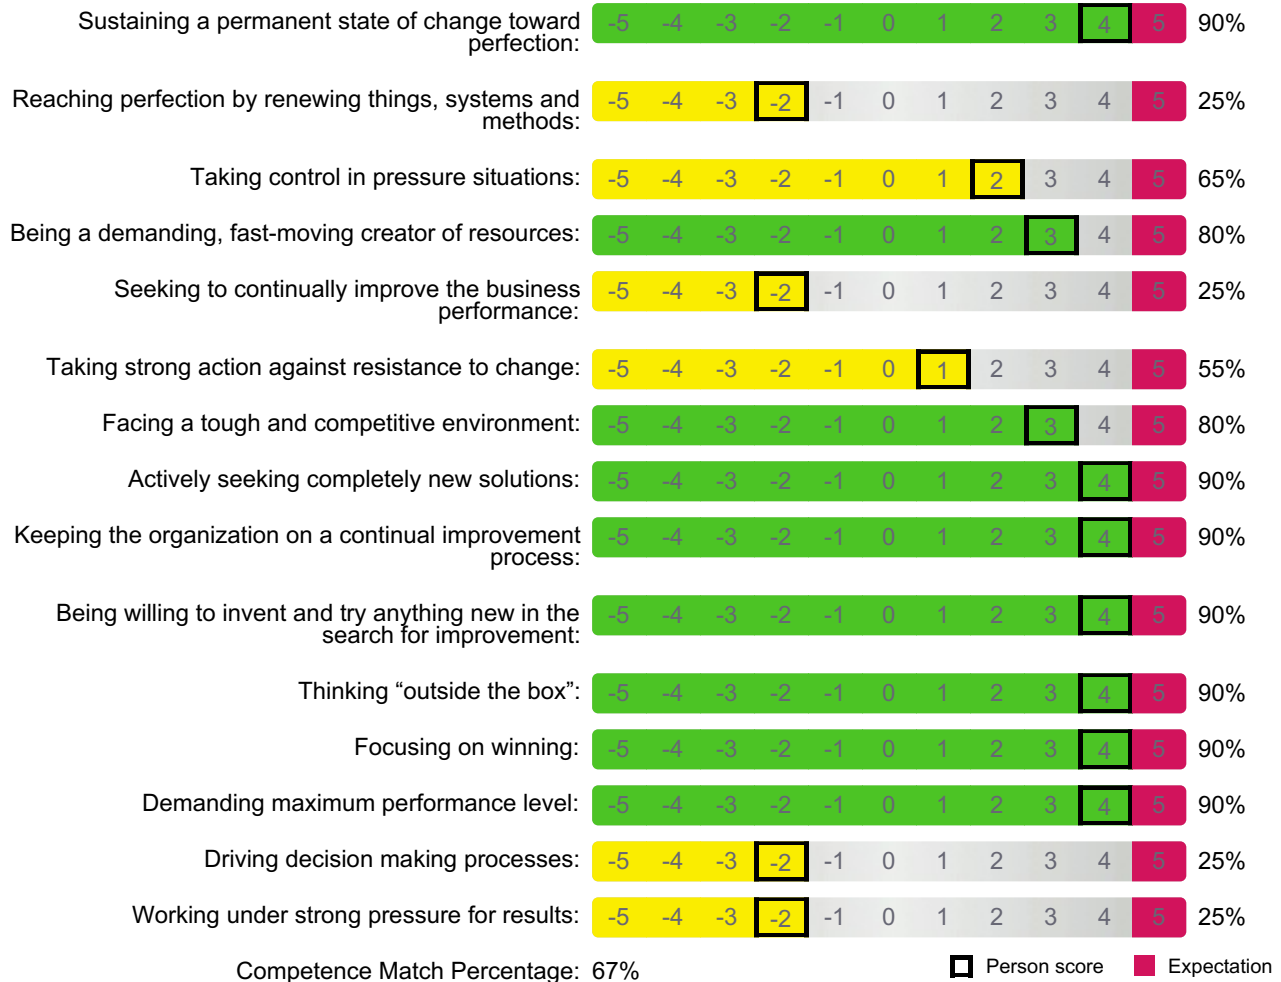 Sustaining a permanent state of change toward
perfection:
-5 -4 -3 -2 -1 0 1 2 3 4 5 90%
Reaching perfection by renewing things, systems and
methods:
-5 -4 -3 -2 -1 0 1 2 3 4 5 25%
Taking control in pressure situations: -5 -4 -3 -2 -1 0 1 2 3 4 5 65%
Being a demanding, fast-moving creator of resources: -5 -4 -3 -2 -1 0 1 2 3 4 5 80%
Seeking to continually improve the business
performance:
-5 -4 -3 -2 -1 0 1 2 3 4 5 25%
Taking strong action against resistance to change: -5 -4 -3 -2 -1 0 1 2 3 4 5 55%
Facing a tough and competitive environment: -5 -4 -3 -2 -1 0 1 2 3 4 5 80%
Actively seeking completely new solutions: -5 -4 -3 -2 -1 0 1 2 3 4 5 90%
Keeping the organization on a continual improvement
process:
-5 -4 -3 -2 -1 0 1 2 3 4 5 90%
Being willing to invent and try anything new in the
search for improvement:
-5 -4 -3 -2 -1 0 1 2 3 4 5 90%
Thinking “outside the box”: -5 -4 -3 -2 -1 0 1 2 3 4 5 90%
Focusing on winning: -5 -4 -3 -2 -1 0 1 2 3 4 5 90%
Demanding maximum performance level: -5 -4 -3 -2 -1 0 1 2 3 4 5 90%
Driving decision making processes: -5 -4 -3 -2 -1 0 1 2 3 4 5 25%
Working under strong pressure for results: -5 -4 -3 -2 -1 0 1 2 3 4 5 25%
Competence Match Percentage: 67% Person score Expectation